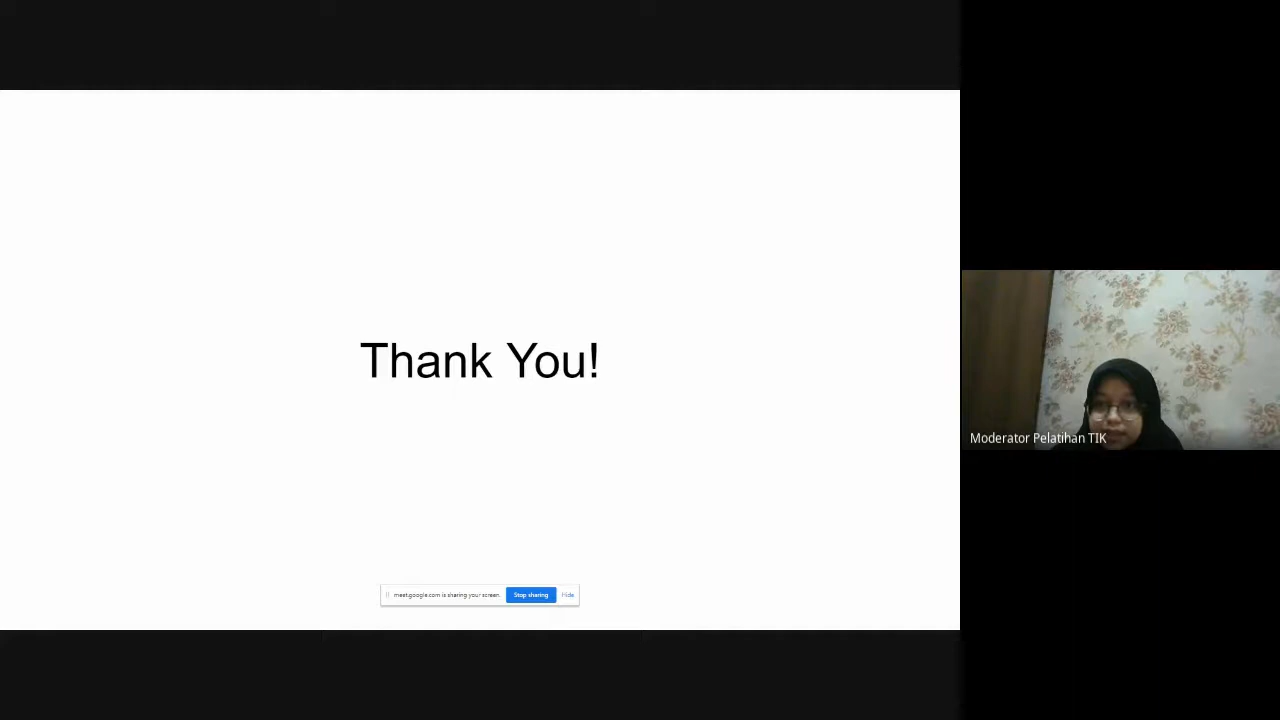 Thank You!
Moderator Pelatihan TIK
meet.google.com is sharing your screen.
Stop sharing
Hide